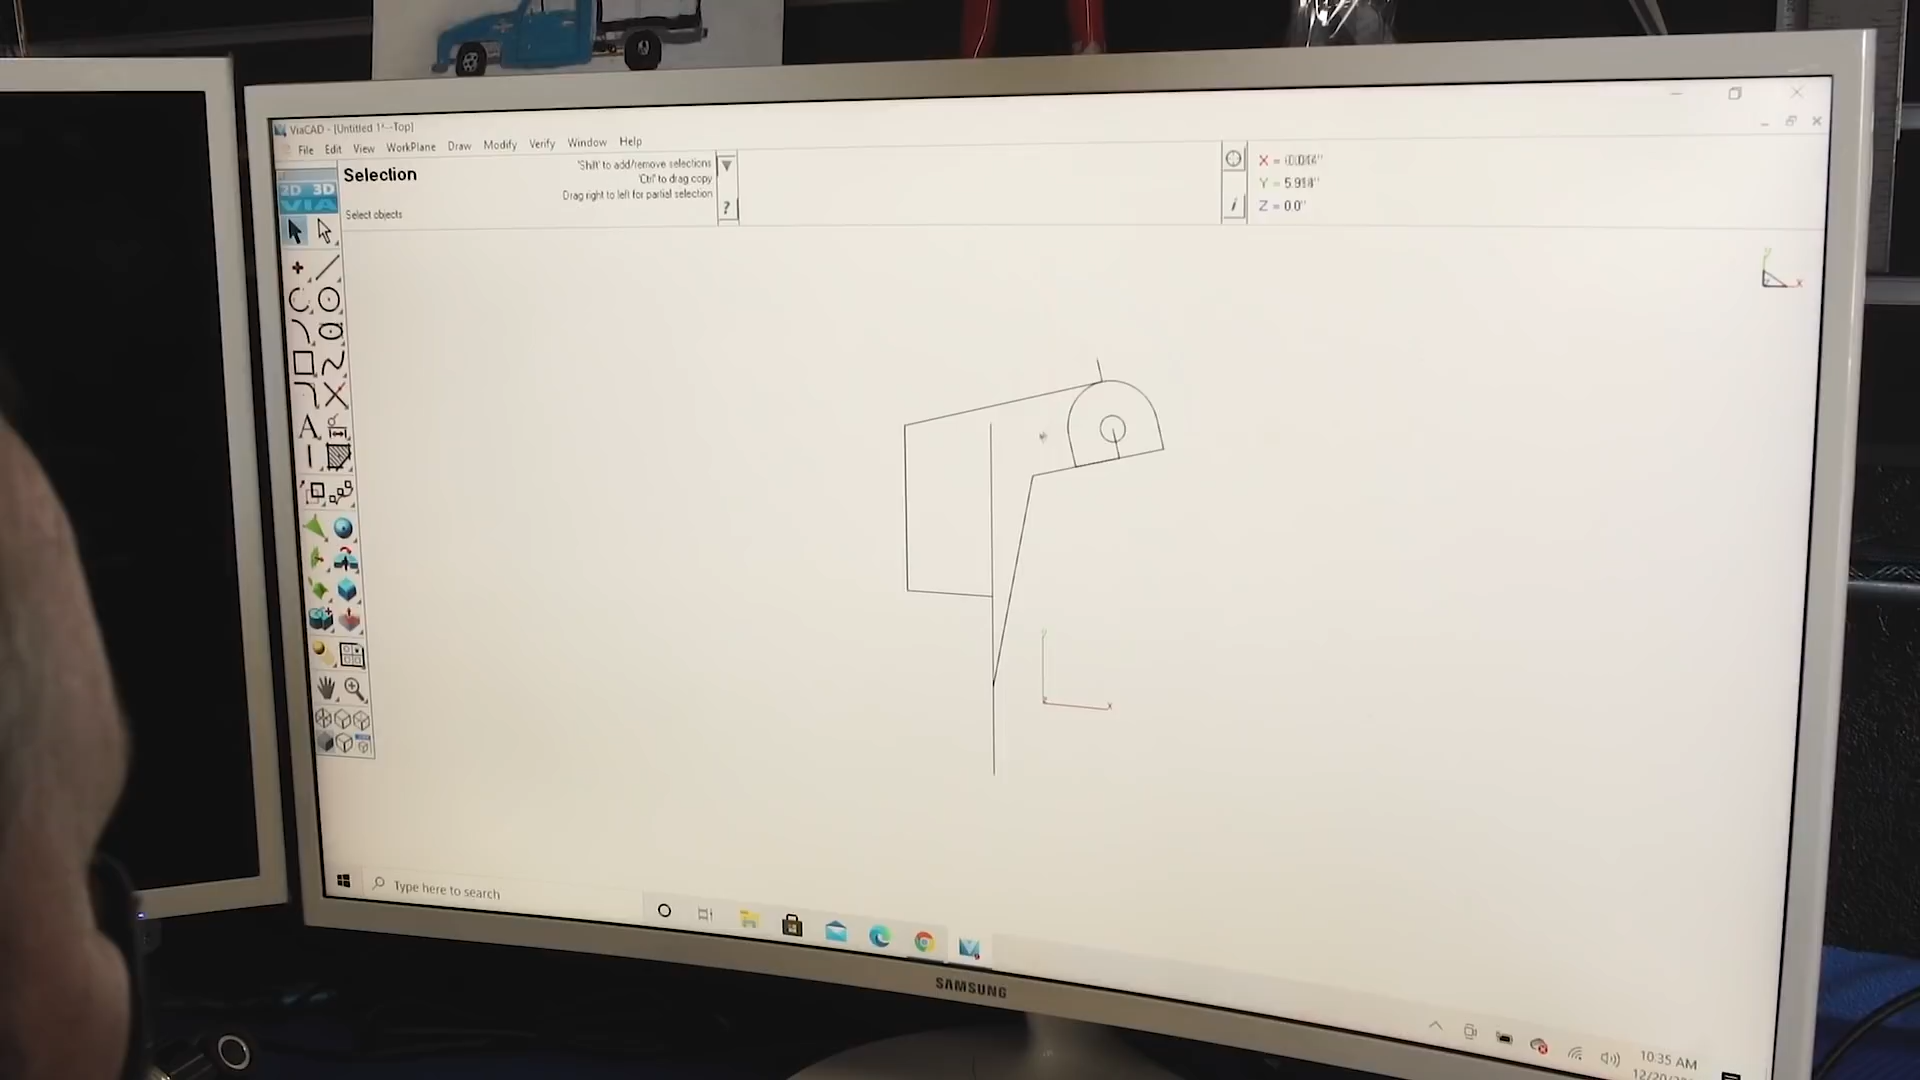 ViaCAD - [Untitled 1*--Top]
File Edit View WorkPlane Draw Modify Verify Window Help
2D 3D
VIA
Selection
Select objects
'Shift' to add/remove selections
'Ctrl' to drag copy
Drag right to left for partial selection
?
i
Y = 5.918"
Z = 0.0"
y
x
A
y
x
Type here to search
10:35 AM
SAMSUNG